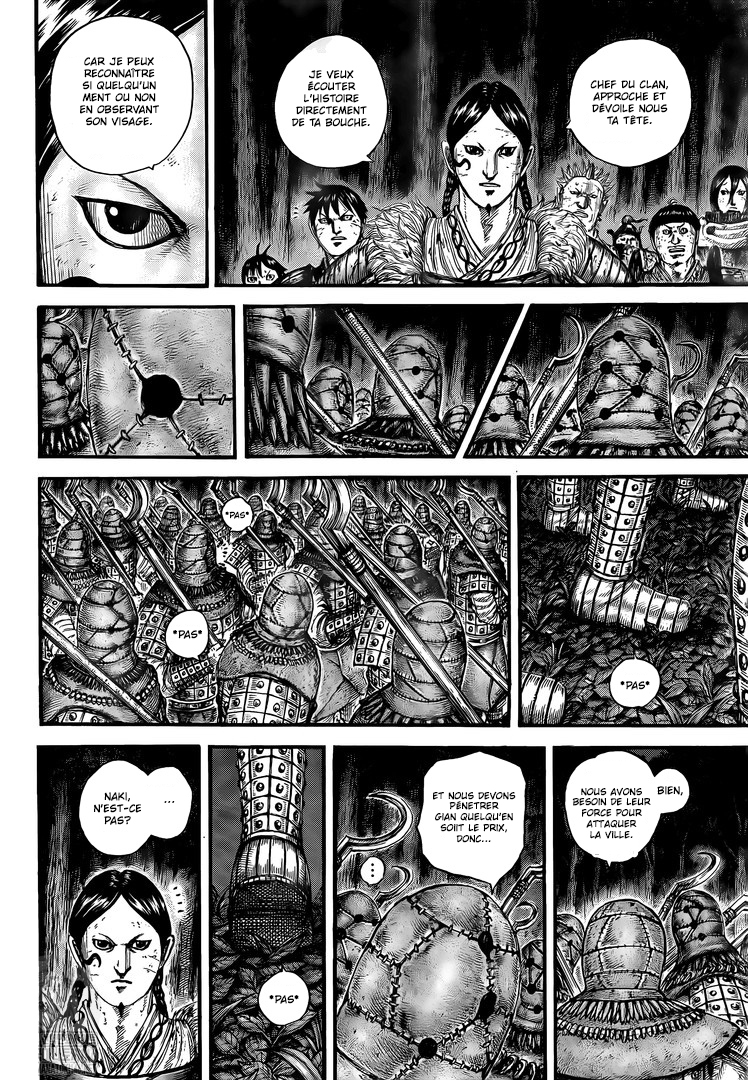 CHEF DU CLAN,
APPROCHE ET
DÉVOILE NOUS
TA TÊTE.
JE VEUX
ÉCOUTER
L'HISTOIRE
DIRECTEMENT
DE TA BOUCHE.
CAR JE PEUX
RECONNAÎTRE
SI QUELQU'UN
MENT OU NON
EN OBSERVANT
SON VISAGE.
*PAS*
*PAS*
*PAS*
BIEN,
NOUS AVONS
BESOIN DE LEUR
FORCE POUR
ATTAQUER
LA VILLE.
ET NOUS DEVONS
PÉNÉTRER
GIAN QUELQU'EN
SOIIT LE PRIX,
DONC...
...
*PAS*
...
NAKI,
N'EST-CE
PAS?